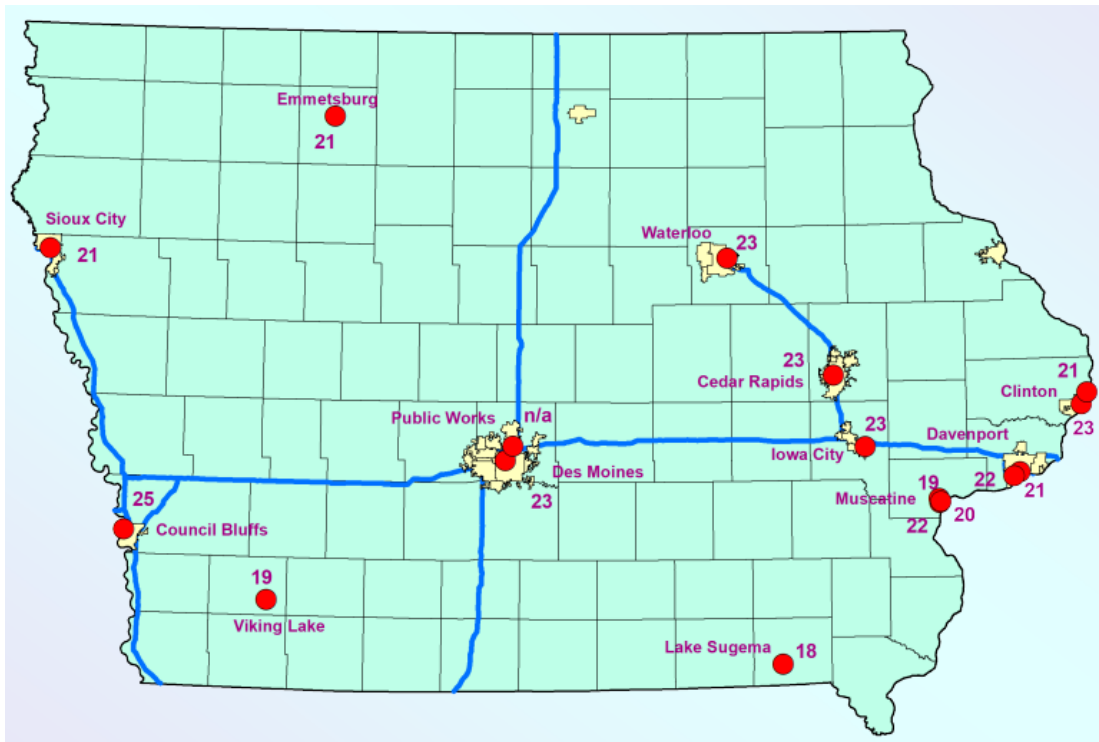 Emmetsburg
21
Sioux City
21
Waterloo
23
23
Cedar Rapids
21
Clinton
23
Public Works
n/a
23
Davenport
Iowa City
Des Moines
23
22
21
19
Muscatine
20
22
25
Council Bluffs
19
Viking Lake
Lake Sugema
18